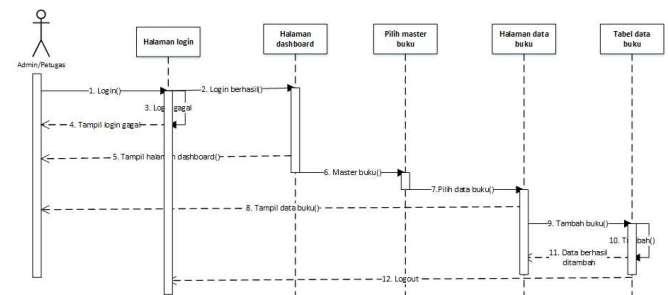 Halaman login
Halaman
dashboard
Pilih master
buku
Halaman data
buku
Tabel data
buku
Admin/Petugas
1. Login()
2. Login berhasil()
3. Log gagal
4. Tampil login gagal
5. Tampil halaman dashboard()
6. Master buku()
7.Pilih data buku()
8. Tampil data buku()
9. Tambah buku()
10. T bah()
11. Data berhasil
ditambah
12. Logout